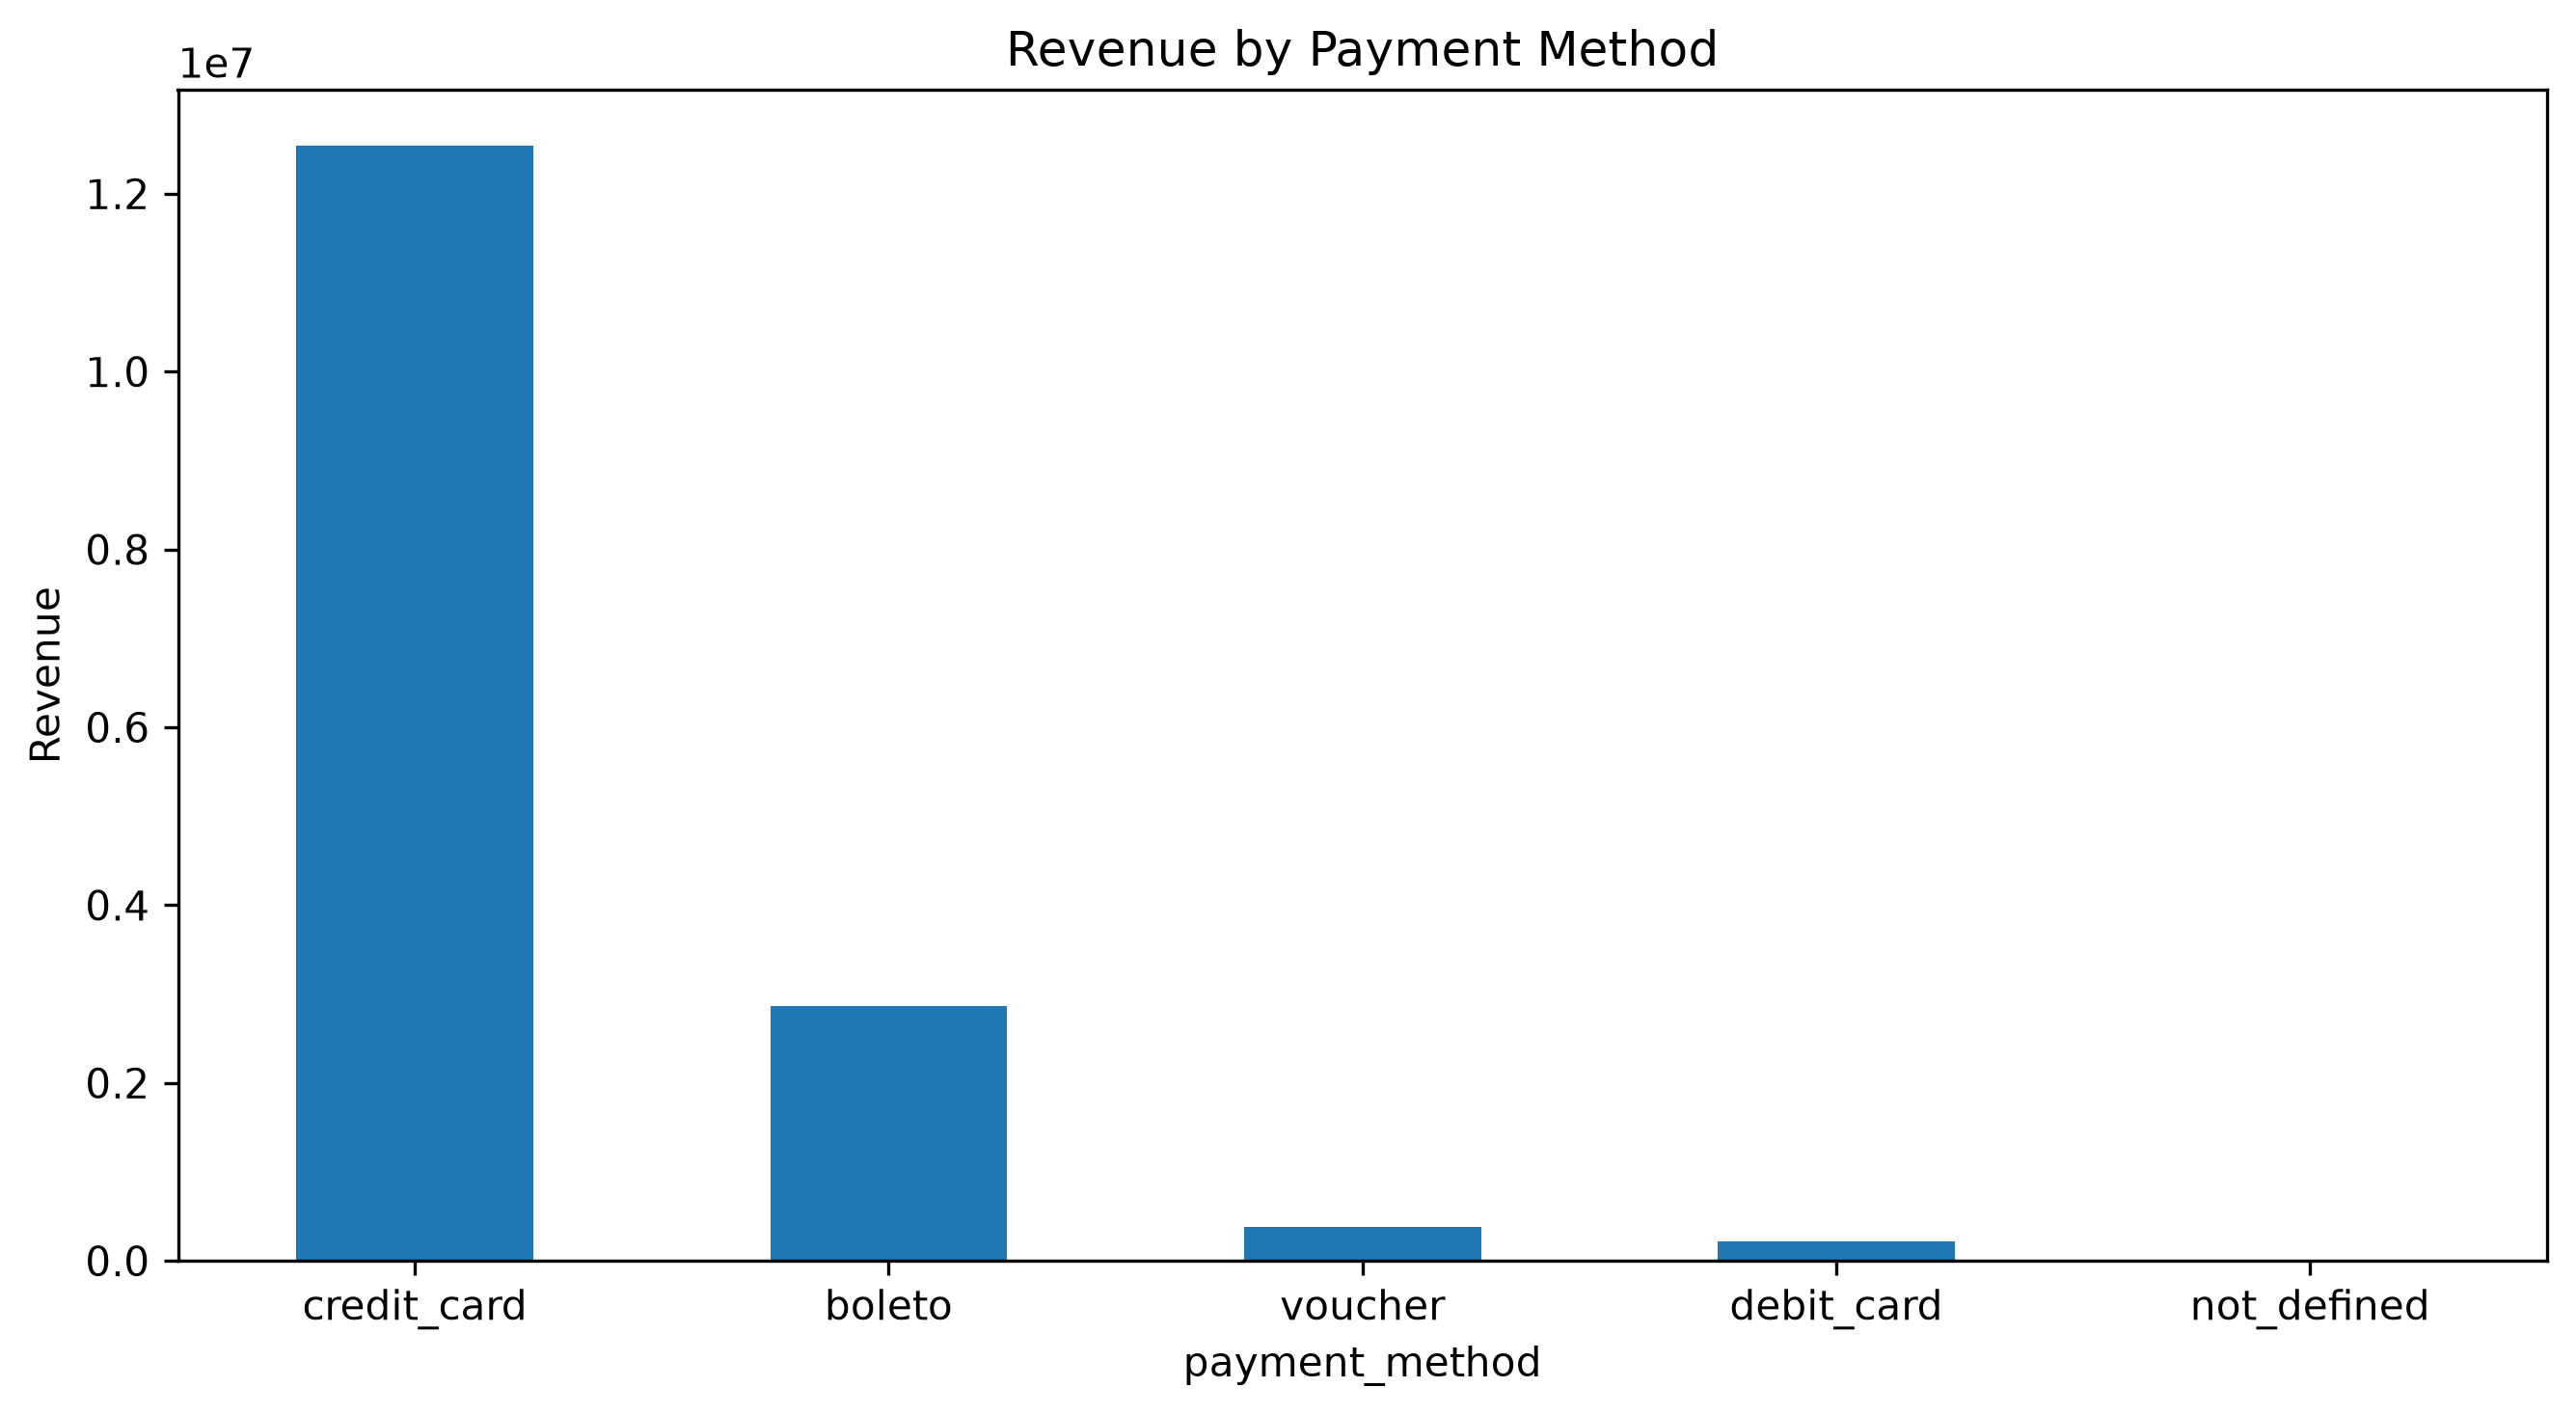 Revenue by Payment Method
1e7
1.2
1.0
0.8
0.6
0.4
0.2
0.0
Revenue
credit_card boleto voucher debit_card not_defined
payment_method